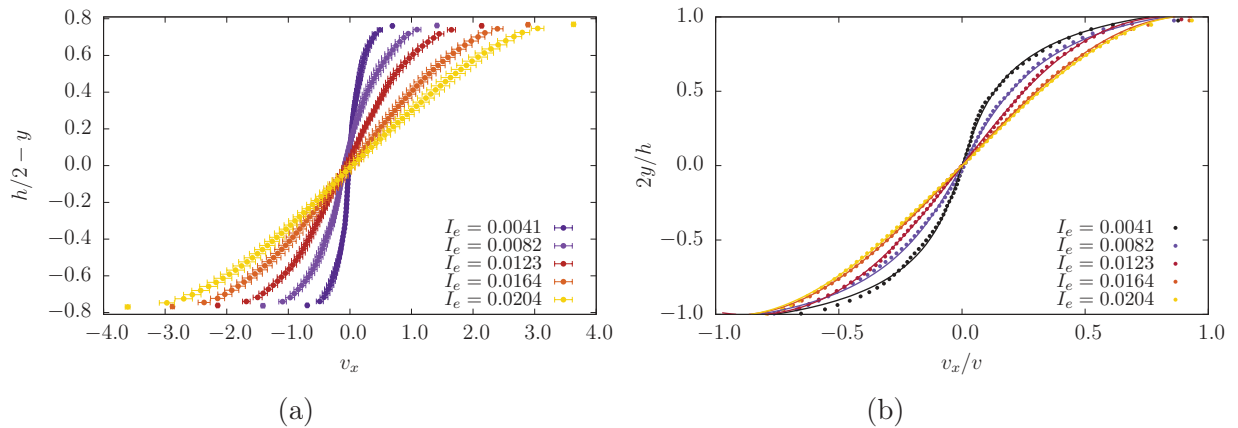 0.8
0.6
0.4
0.2
0.0
0.2
0.4
0.6
0.8
h/2 − y
−4.0 −3.0 −2.0 −1.0 0.0 1.0 2.0 3.0 4.0
v_x
I_e = 0.0041
I_e = 0.0082
I_e = 0.0123
I_e = 0.0164
I_e = 0.0204
(a)
1.0
0.5
0.0
−0.5
−1.0
2y/h
−0.5 0.0 0.5 1.0
v_x/v
I_e = 0.0041
I_e = 0.0082
I_e = 0.0123
I_e = 0.0164
I_e = 0.0204
(b)